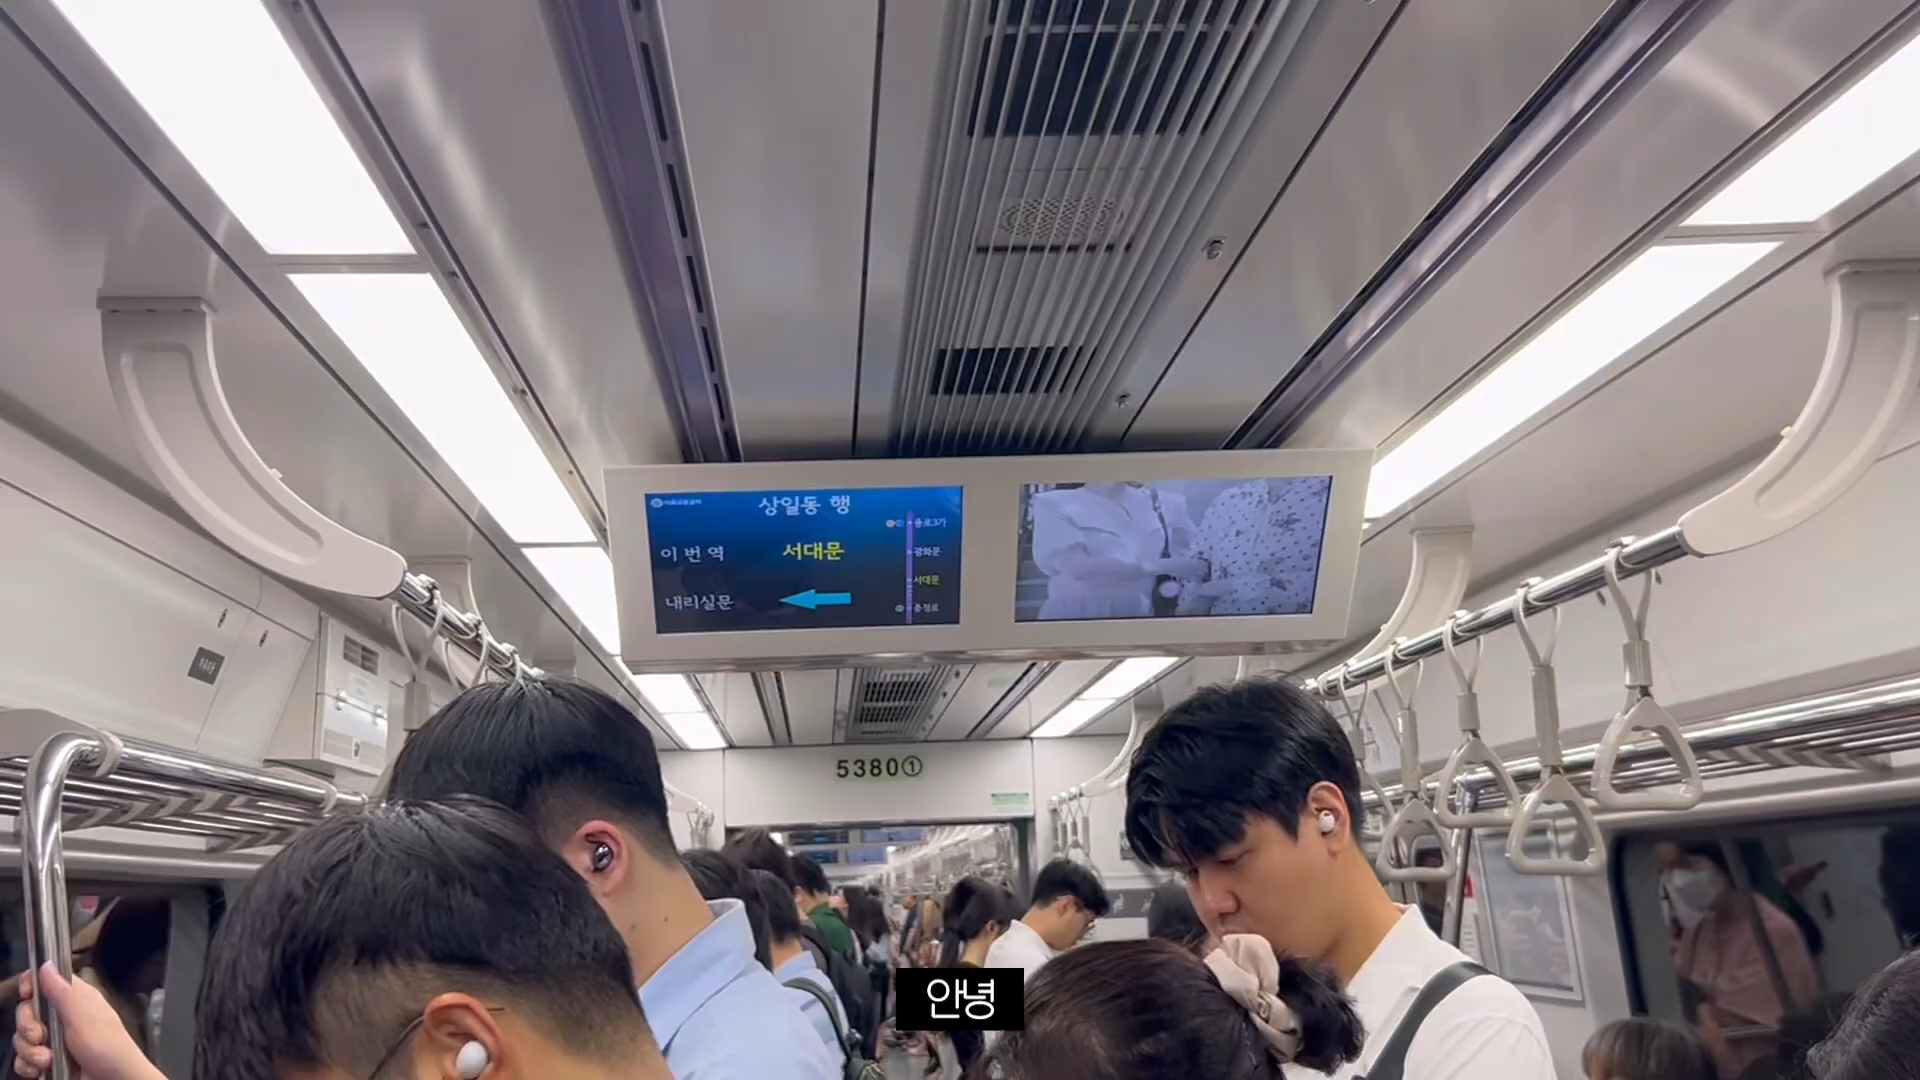 상일동 행
종로3가
이번역 서대문
광화문
서대문
내리실문
충정로
5380①
안녕